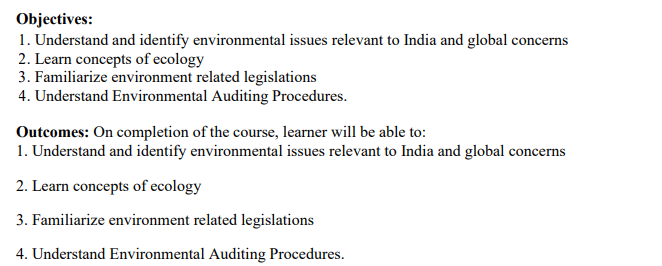 Objectives:
1. Understand and identify environmental issues relevant to India and global concerns
2. Learn concepts of ecology
3. Familiarize environment related legislations
4. Understand Environmental Auditing Procedures.
Outcomes: On completion of the course, learner will be able to:
1. Understand and identify environmental issues relevant to India and global concerns
2. Learn concepts of ecology
3. Familiarize environment related legislations
4. Understand Environmental Auditing Procedures.